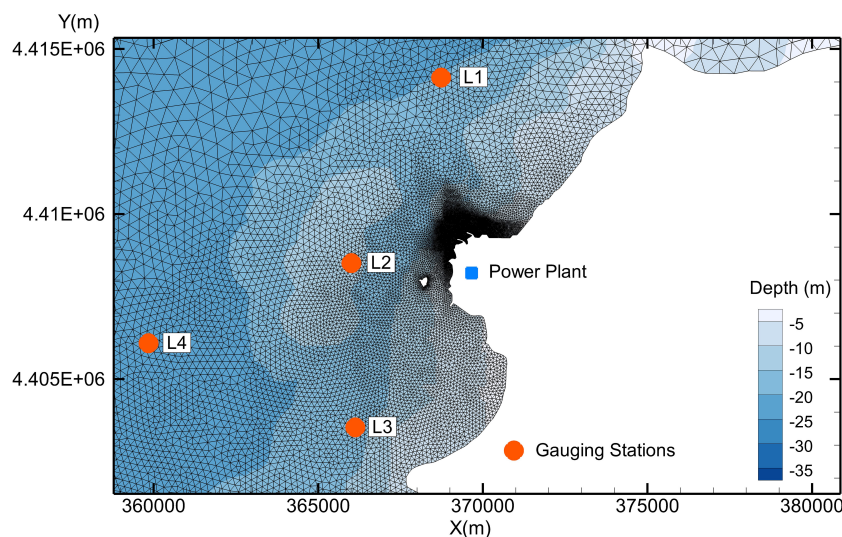 Y(m)
4.415E+06
L1
4.41E+06
L2
Power Plant
Depth (m)
-5
-10
-15
-20
-25
-30
-35
L4
4.405E+06
L3
Gauging Stations
360000 365000 370000 375000 380000
X(m)